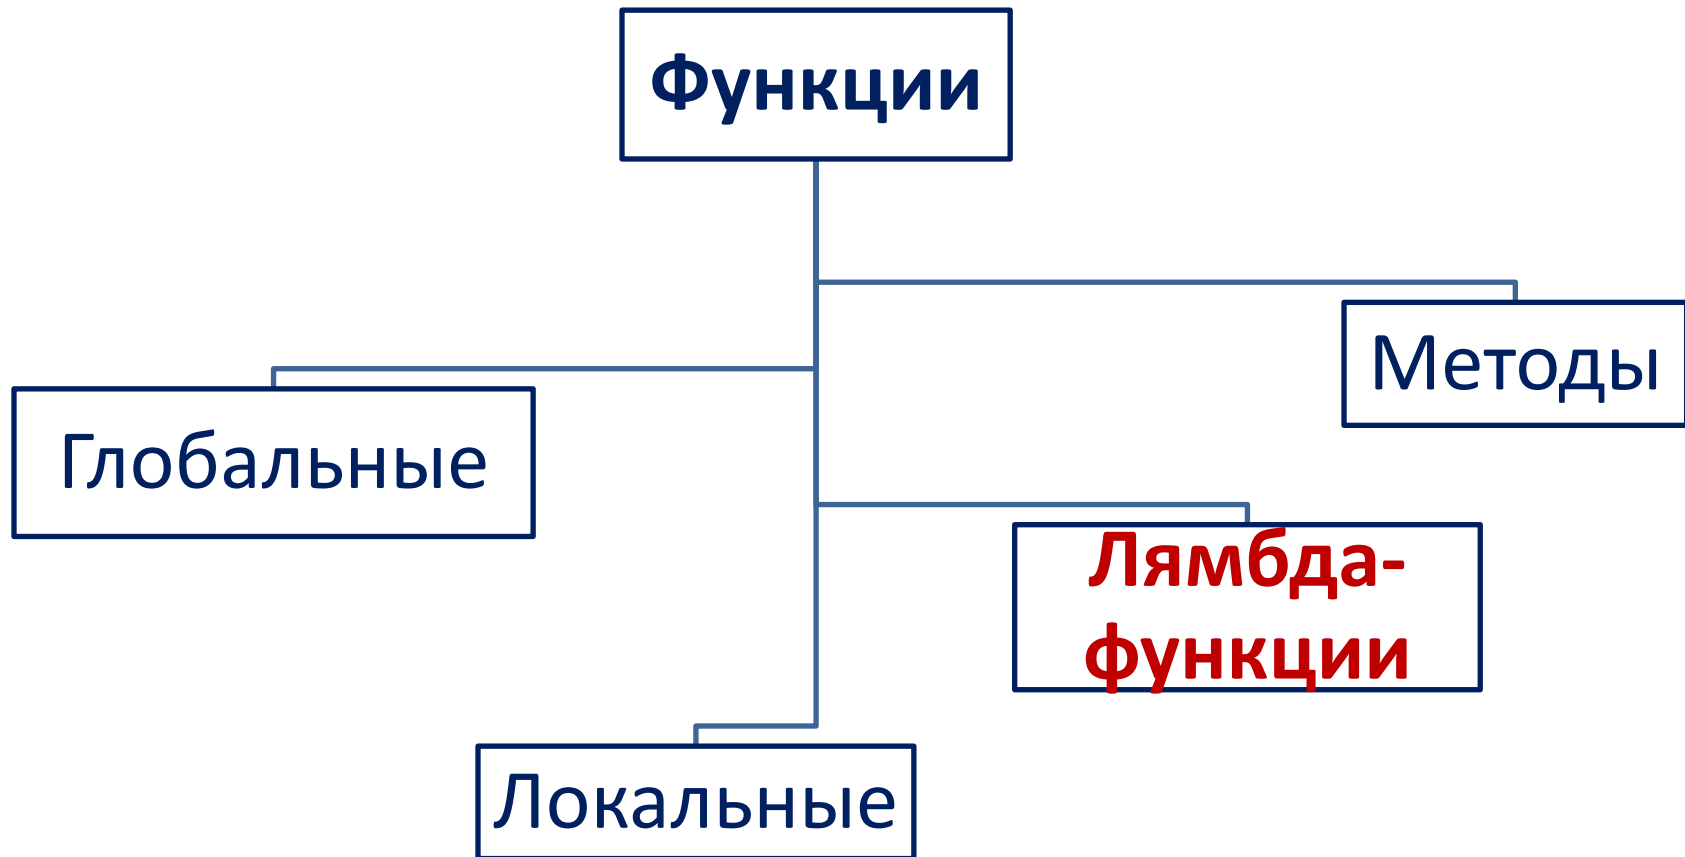 Функции
Методы
Глобальные
Лямбда-
функции
Локальные